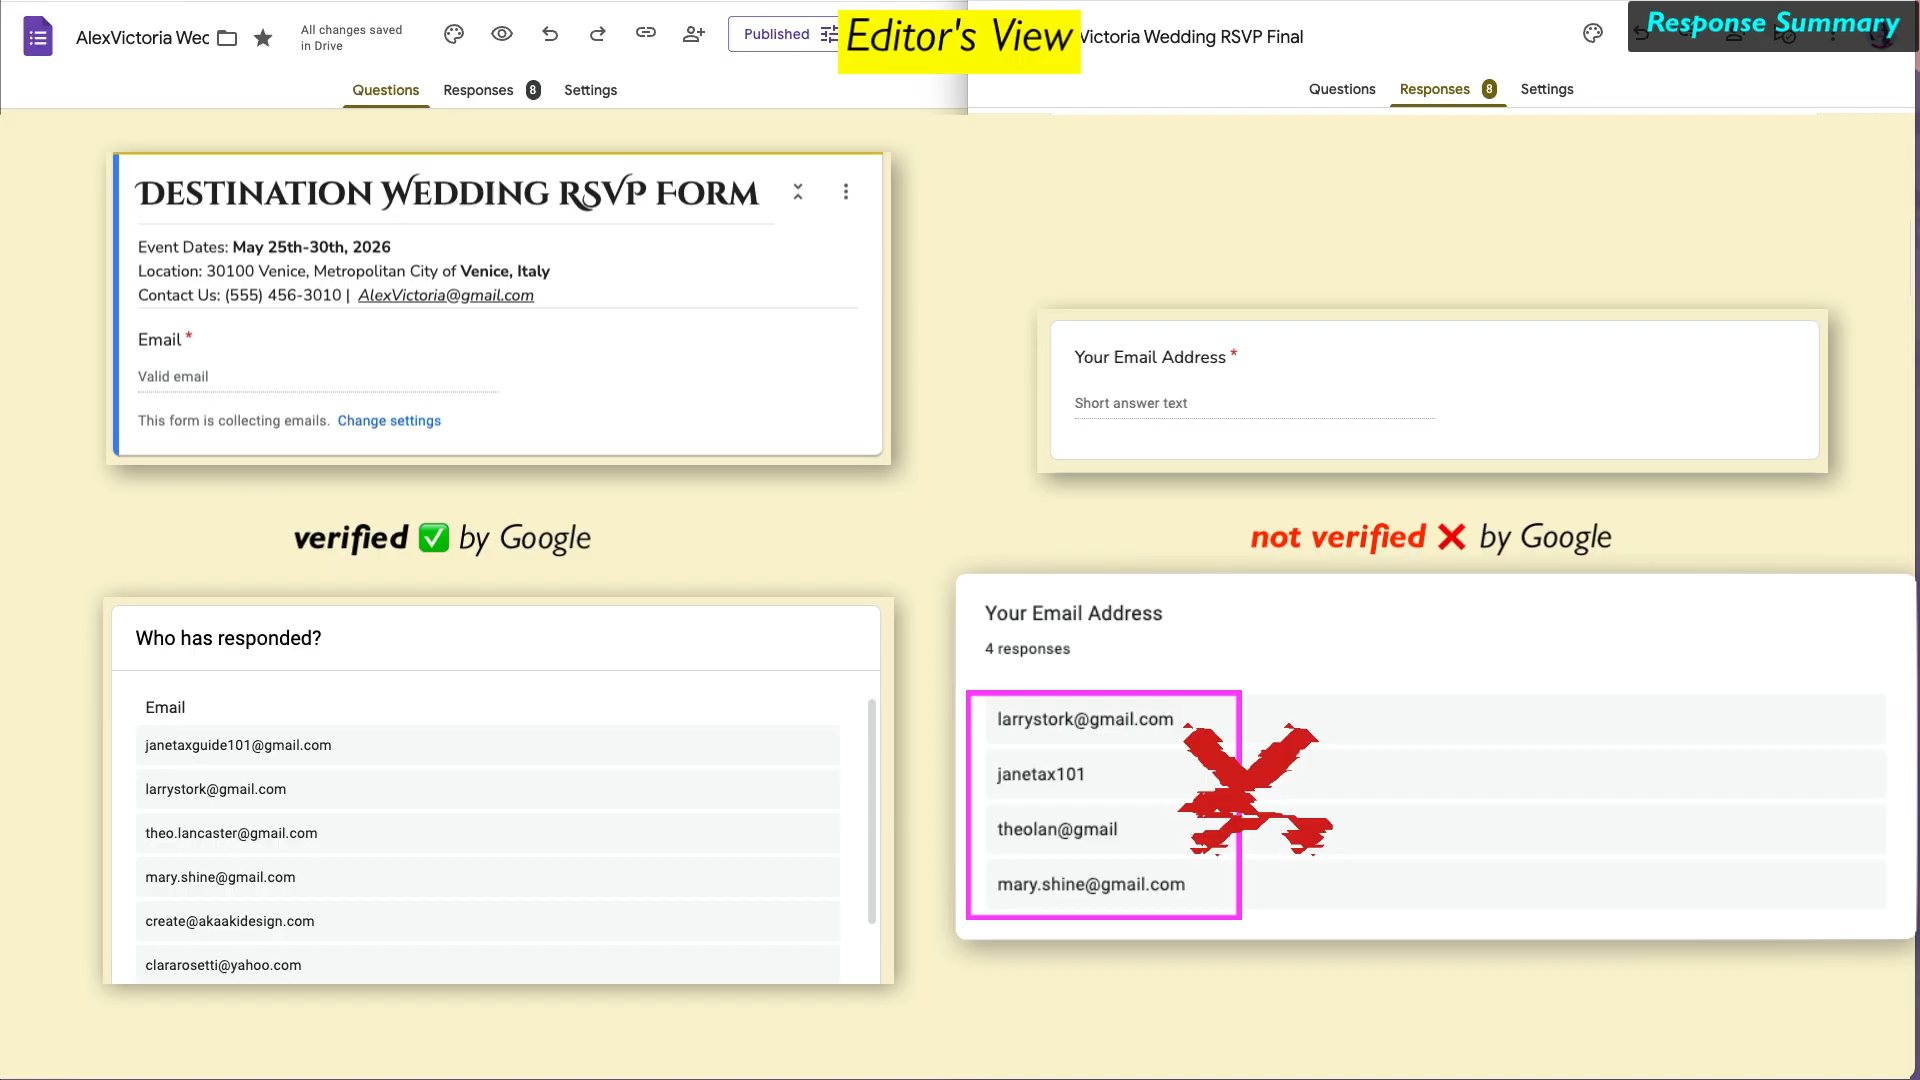 AlexVictoria Wed
All changes saved
in Drive
Published
Questions
Responses 8
Settings
Editor's View
Victoria Wedding RSVP Final
Response Summary
Questions
Responses 8
Settings
Destination Wedding RSVP Form
Event Dates: May 25th-30th, 2026
Location: 30100 Venice, Metropolitan City of Venice, Italy
Contact Us: (555) 456-3010 | AlexVictoria@gmail.com
Email *
Valid email
This form is collecting emails. Change settings
Your Email Address *
Short answer text
verified ✅ by Google
not verified ❌ by Google
Who has responded?
Email
janetaxguide101@gmail.com
larrystork@gmail.com
theo.lancaster@gmail.com
mary.shine@gmail.com
create@akaakidesign.com
clararosetti@yahoo.com
Your Email Address
4 responses
larrystork@gmail.com
janetax101
theolan@gmail
mary.shine@gmail.com